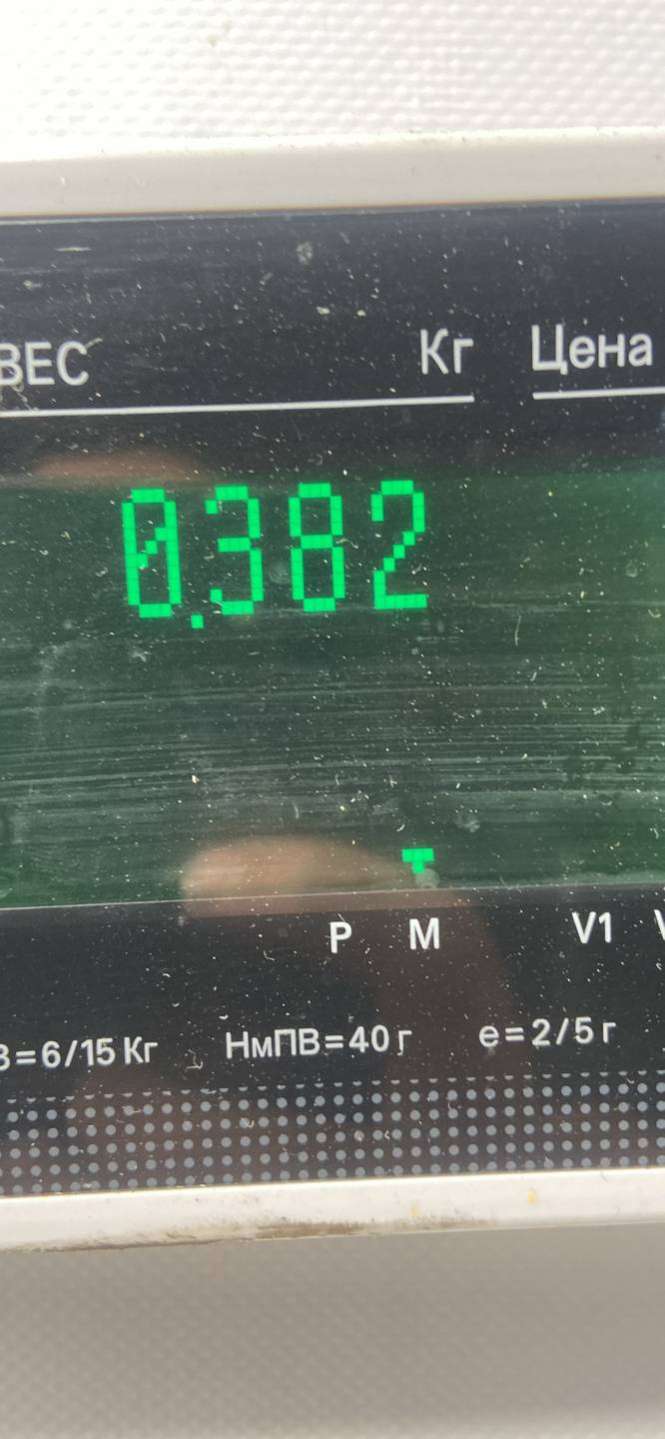 ВЕС Кг Цена
0.382
Р М V1
В=6/15 Кг НмПВ=40 г е=2/5 г